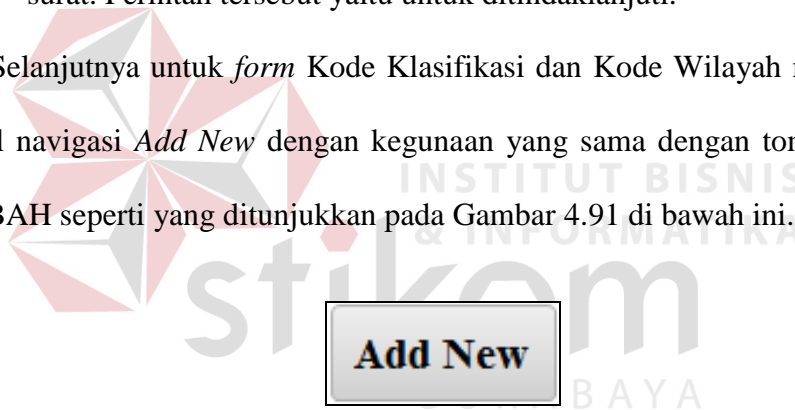 surat. Perintah tersebut yaitu untuk ditindaklanjuti.
Selanjutnya untuk form Kode Klasifikasi dan Kode Wilayah
navigasi Add New dengan kegunaan yang sama dengan
seperti yang ditunjukkan pada Gambar 4.91 di bawah ini.
INSTITUT BISNIS
& INFORMATIKA
stikom
SURABAYA
Add New